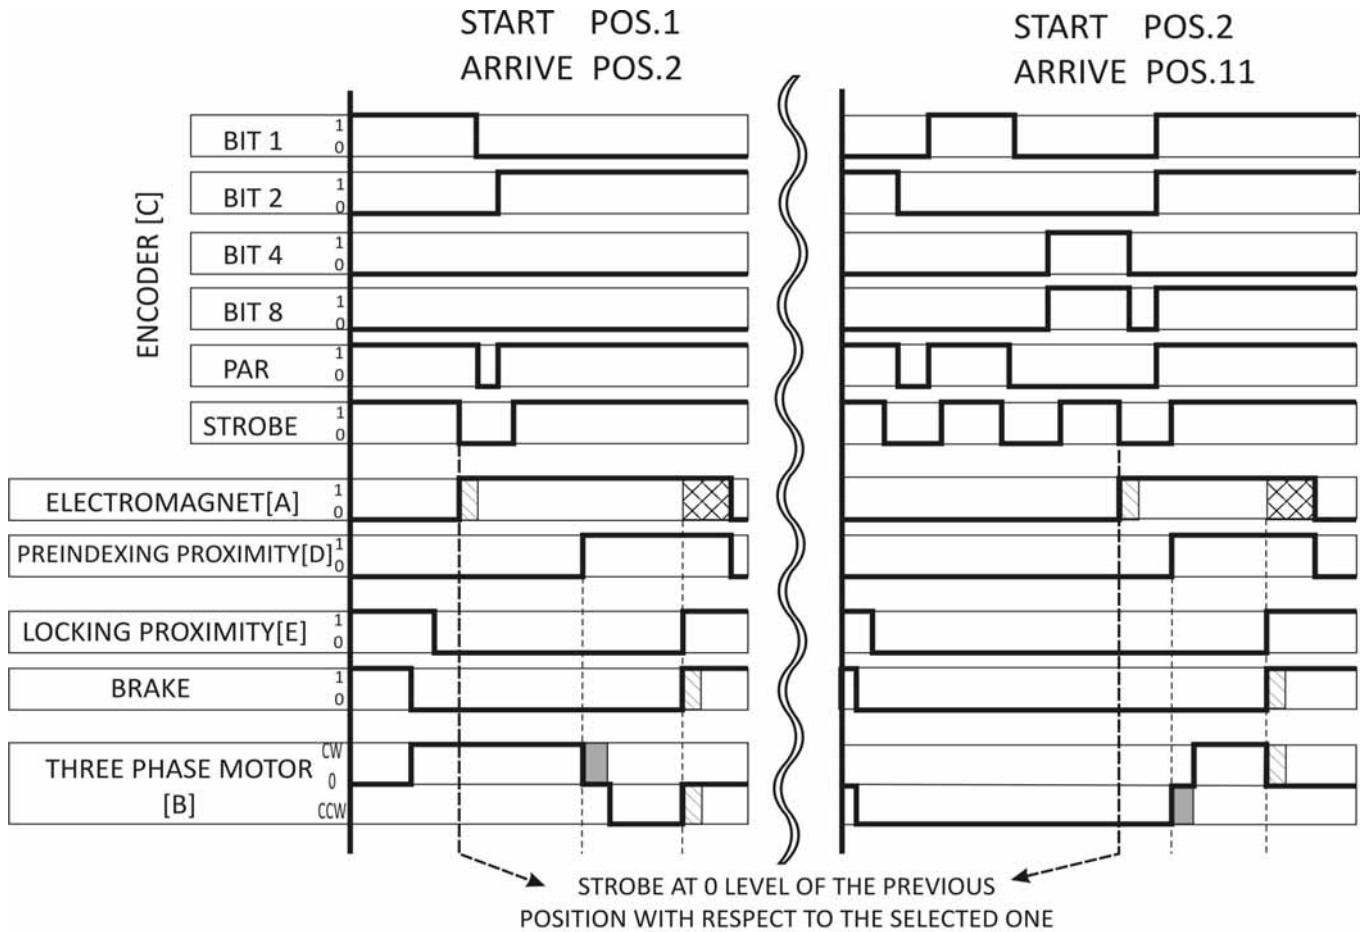 START POS.1
ARRIVE POS.2
START POS.2
ARRIVE POS.11
ENCODER [C]
BIT 1
1
0
BIT 2
1
0
BIT 4
1
0
BIT 8
1
0
PAR
1
0
STROBE
1
0
ELECTROMAGNET[A]
1
0
PREINDEXING PROXIMITY[D]
1
0
LOCKING PROXIMITY[E]
1
0
BRAKE
1
0
THREE PHASE MOTOR
[B]
CW
0
CCW
STROBE AT 0 LEVEL OF THE PREVIOUS
POSITION WITH RESPECT TO THE SELECTED ONE